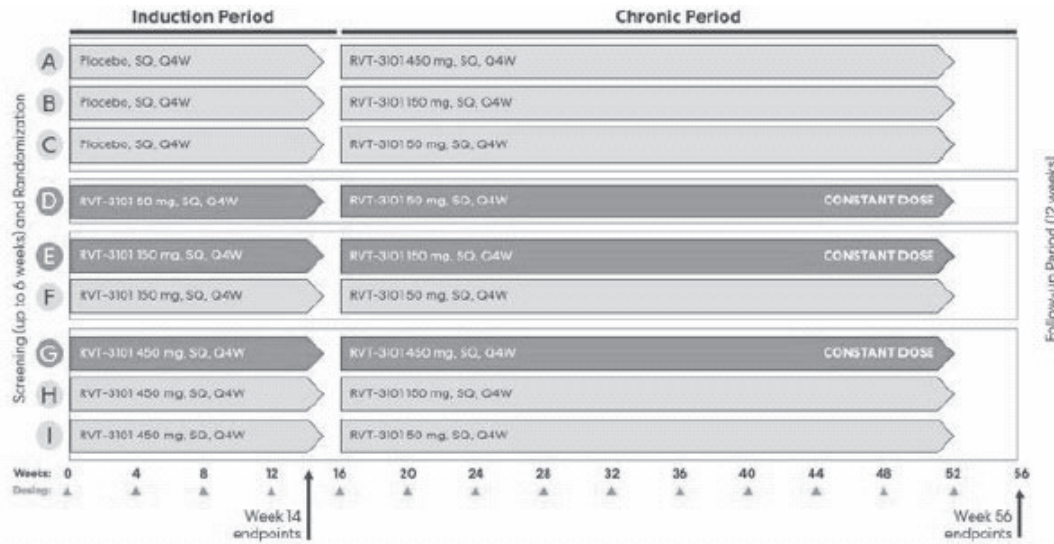 Induction Period
Chronic Period
Screening (up to 6 weeks) and Randomization
A
Placebo, SQ, Q4W
RVT-3101 450 mg, SQ, Q4W
B
Placebo, SQ, Q4W
RVT-3101 150 mg, SQ, Q4W
C
Placebo, SQ, Q4W
RVT-3101 50 mg, SQ, Q4W
D
RVT-3101 50 mg, SQ, Q4W
RVT-3101 50 mg, SQ, Q4W
CONSTANT DOSE
E
RVT-3101 150 mg, SQ, Q4W
RVT-3101 150 mg, SQ, Q4W
CONSTANT DOSE
F
RVT-3101 150 mg, SQ, Q4W
RVT-3101 50 mg, SQ, Q4W
G
RVT-3101 450 mg, SQ, Q4W
RVT-3101 450 mg, SQ, Q4W
CONSTANT DOSE
H
RVT-3101 450 mg, SQ, Q4W
RVT-3101 150 mg, SQ, Q4W
I
RVT-3101 450 mg, SQ, Q4W
RVT-3101 50 mg, SQ, Q4W
Follow-up Period (12 weeks)
Weeks: 0 4 8 12 16 20 24 28 32 36 40 44 48 52 56
Dosing:
Week 14
endpoints
Week 56
endpoints